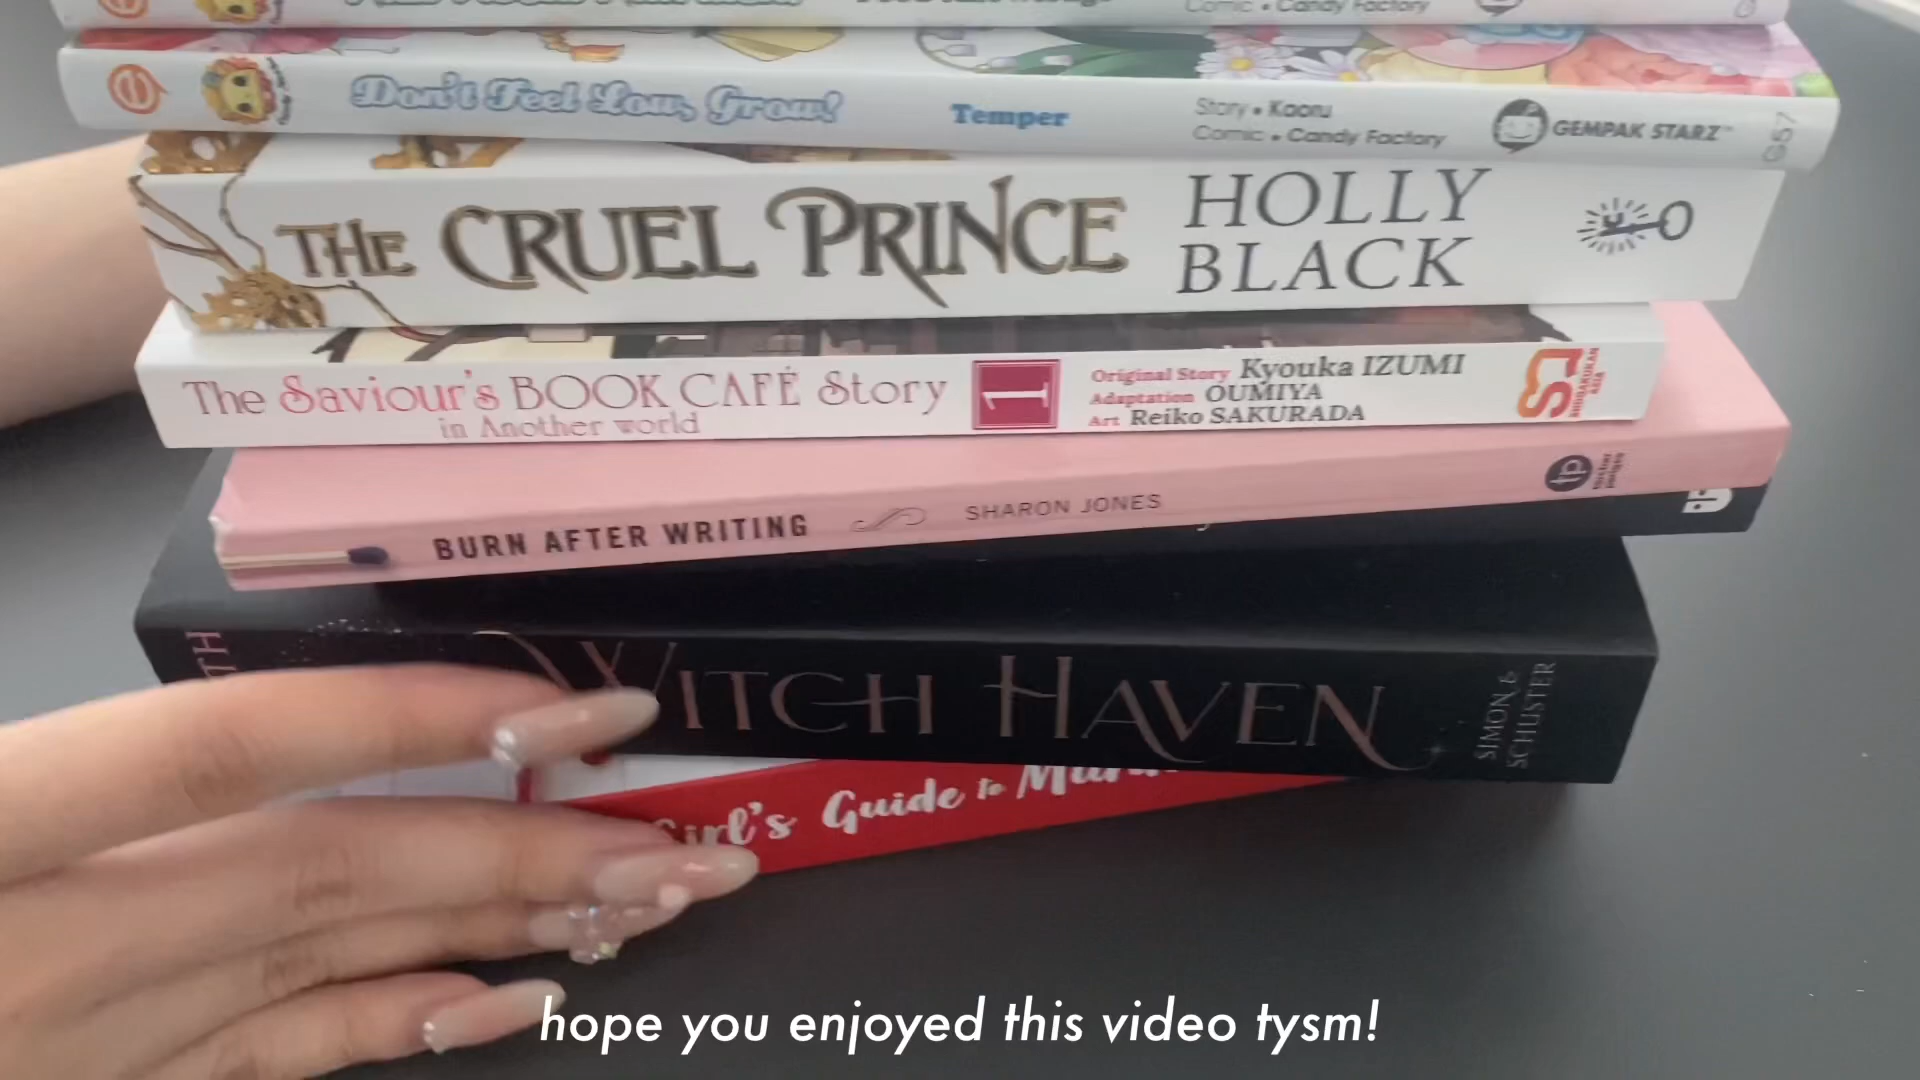 Comic • Candy Factory
Don't Feel Low, Grow!
Temper
Story • Kaoru
Comic • Candy Factory
GEMPAK STARZ
G57
THE CRUEL PRINCE
HOLLY
BLACK
The Saviour's BOOK CAFÉ Story
in Another world
1
Original Story Kyouka IZUMI
Adaptation OUMIYA
Art Reiko SAKURADA
SHOGAKUKAN
ASIA
BURN AFTER WRITING
SHARON JONES
tp
WITCH HAVEN
SIMON &
SCHUSTER
Girl's Guide to
hope you enjoyed this video tysm!